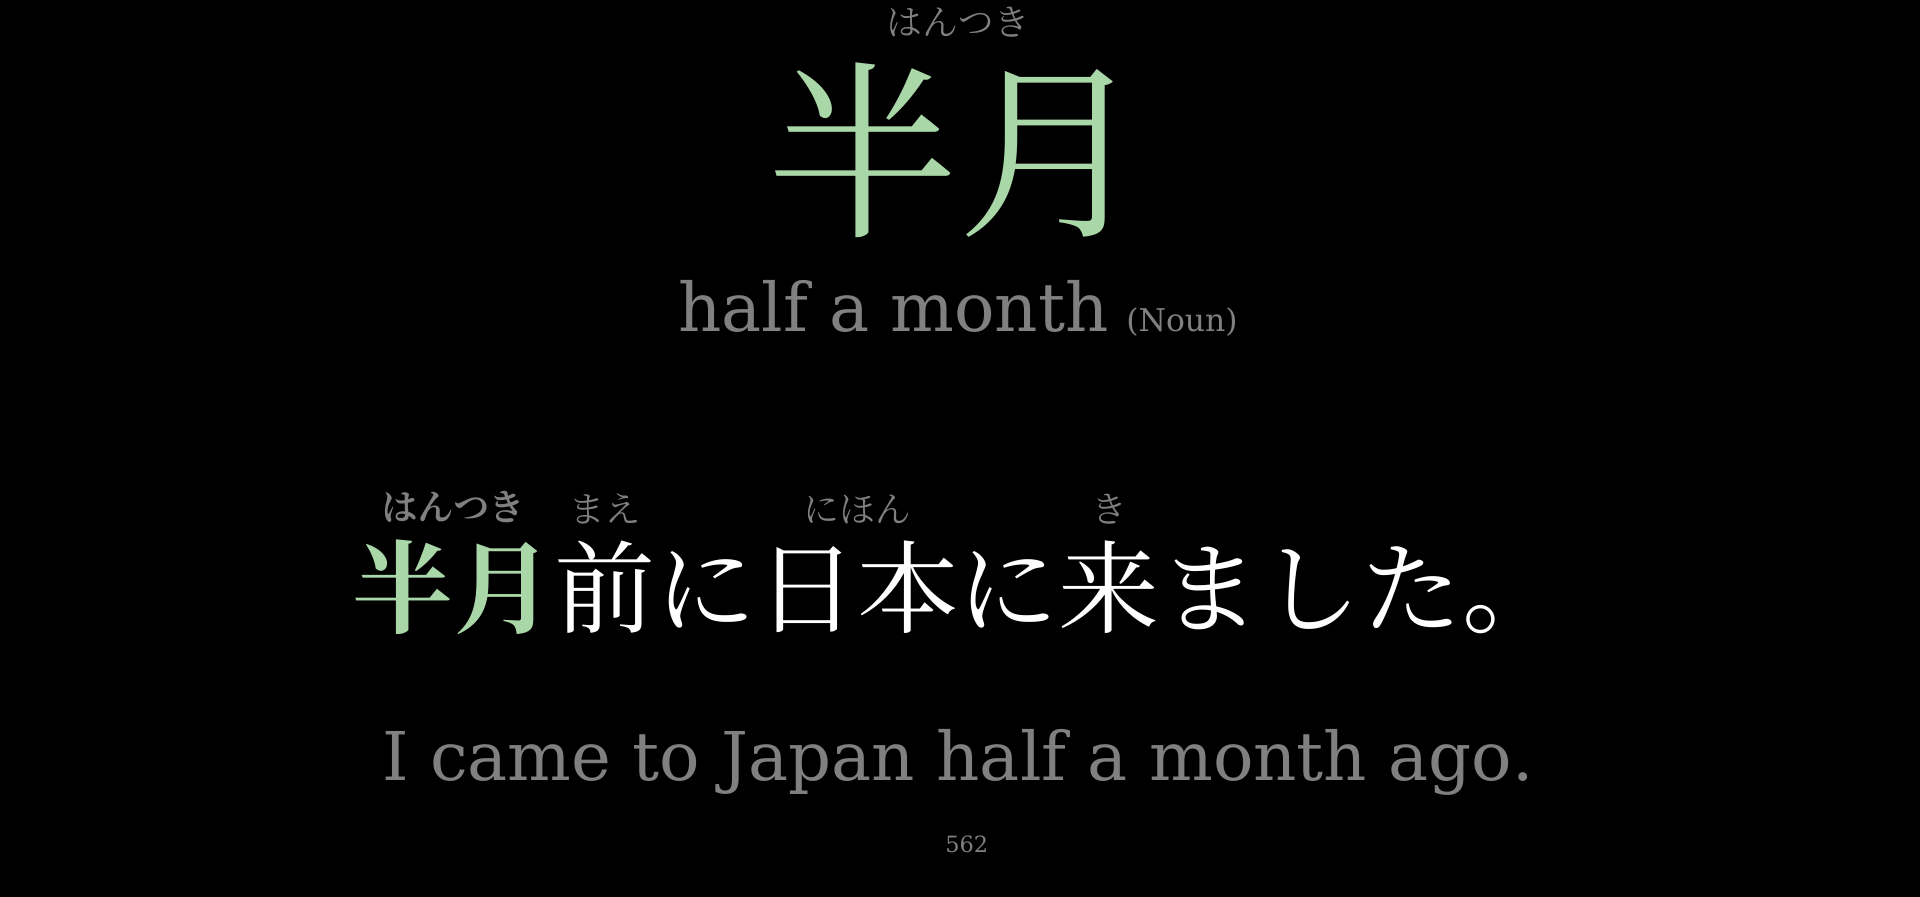 はんつき
半月
half a month (Noun)
はんつき まえ にほん き
半月前に日本に来ました。
I came to Japan half a month ago.
562